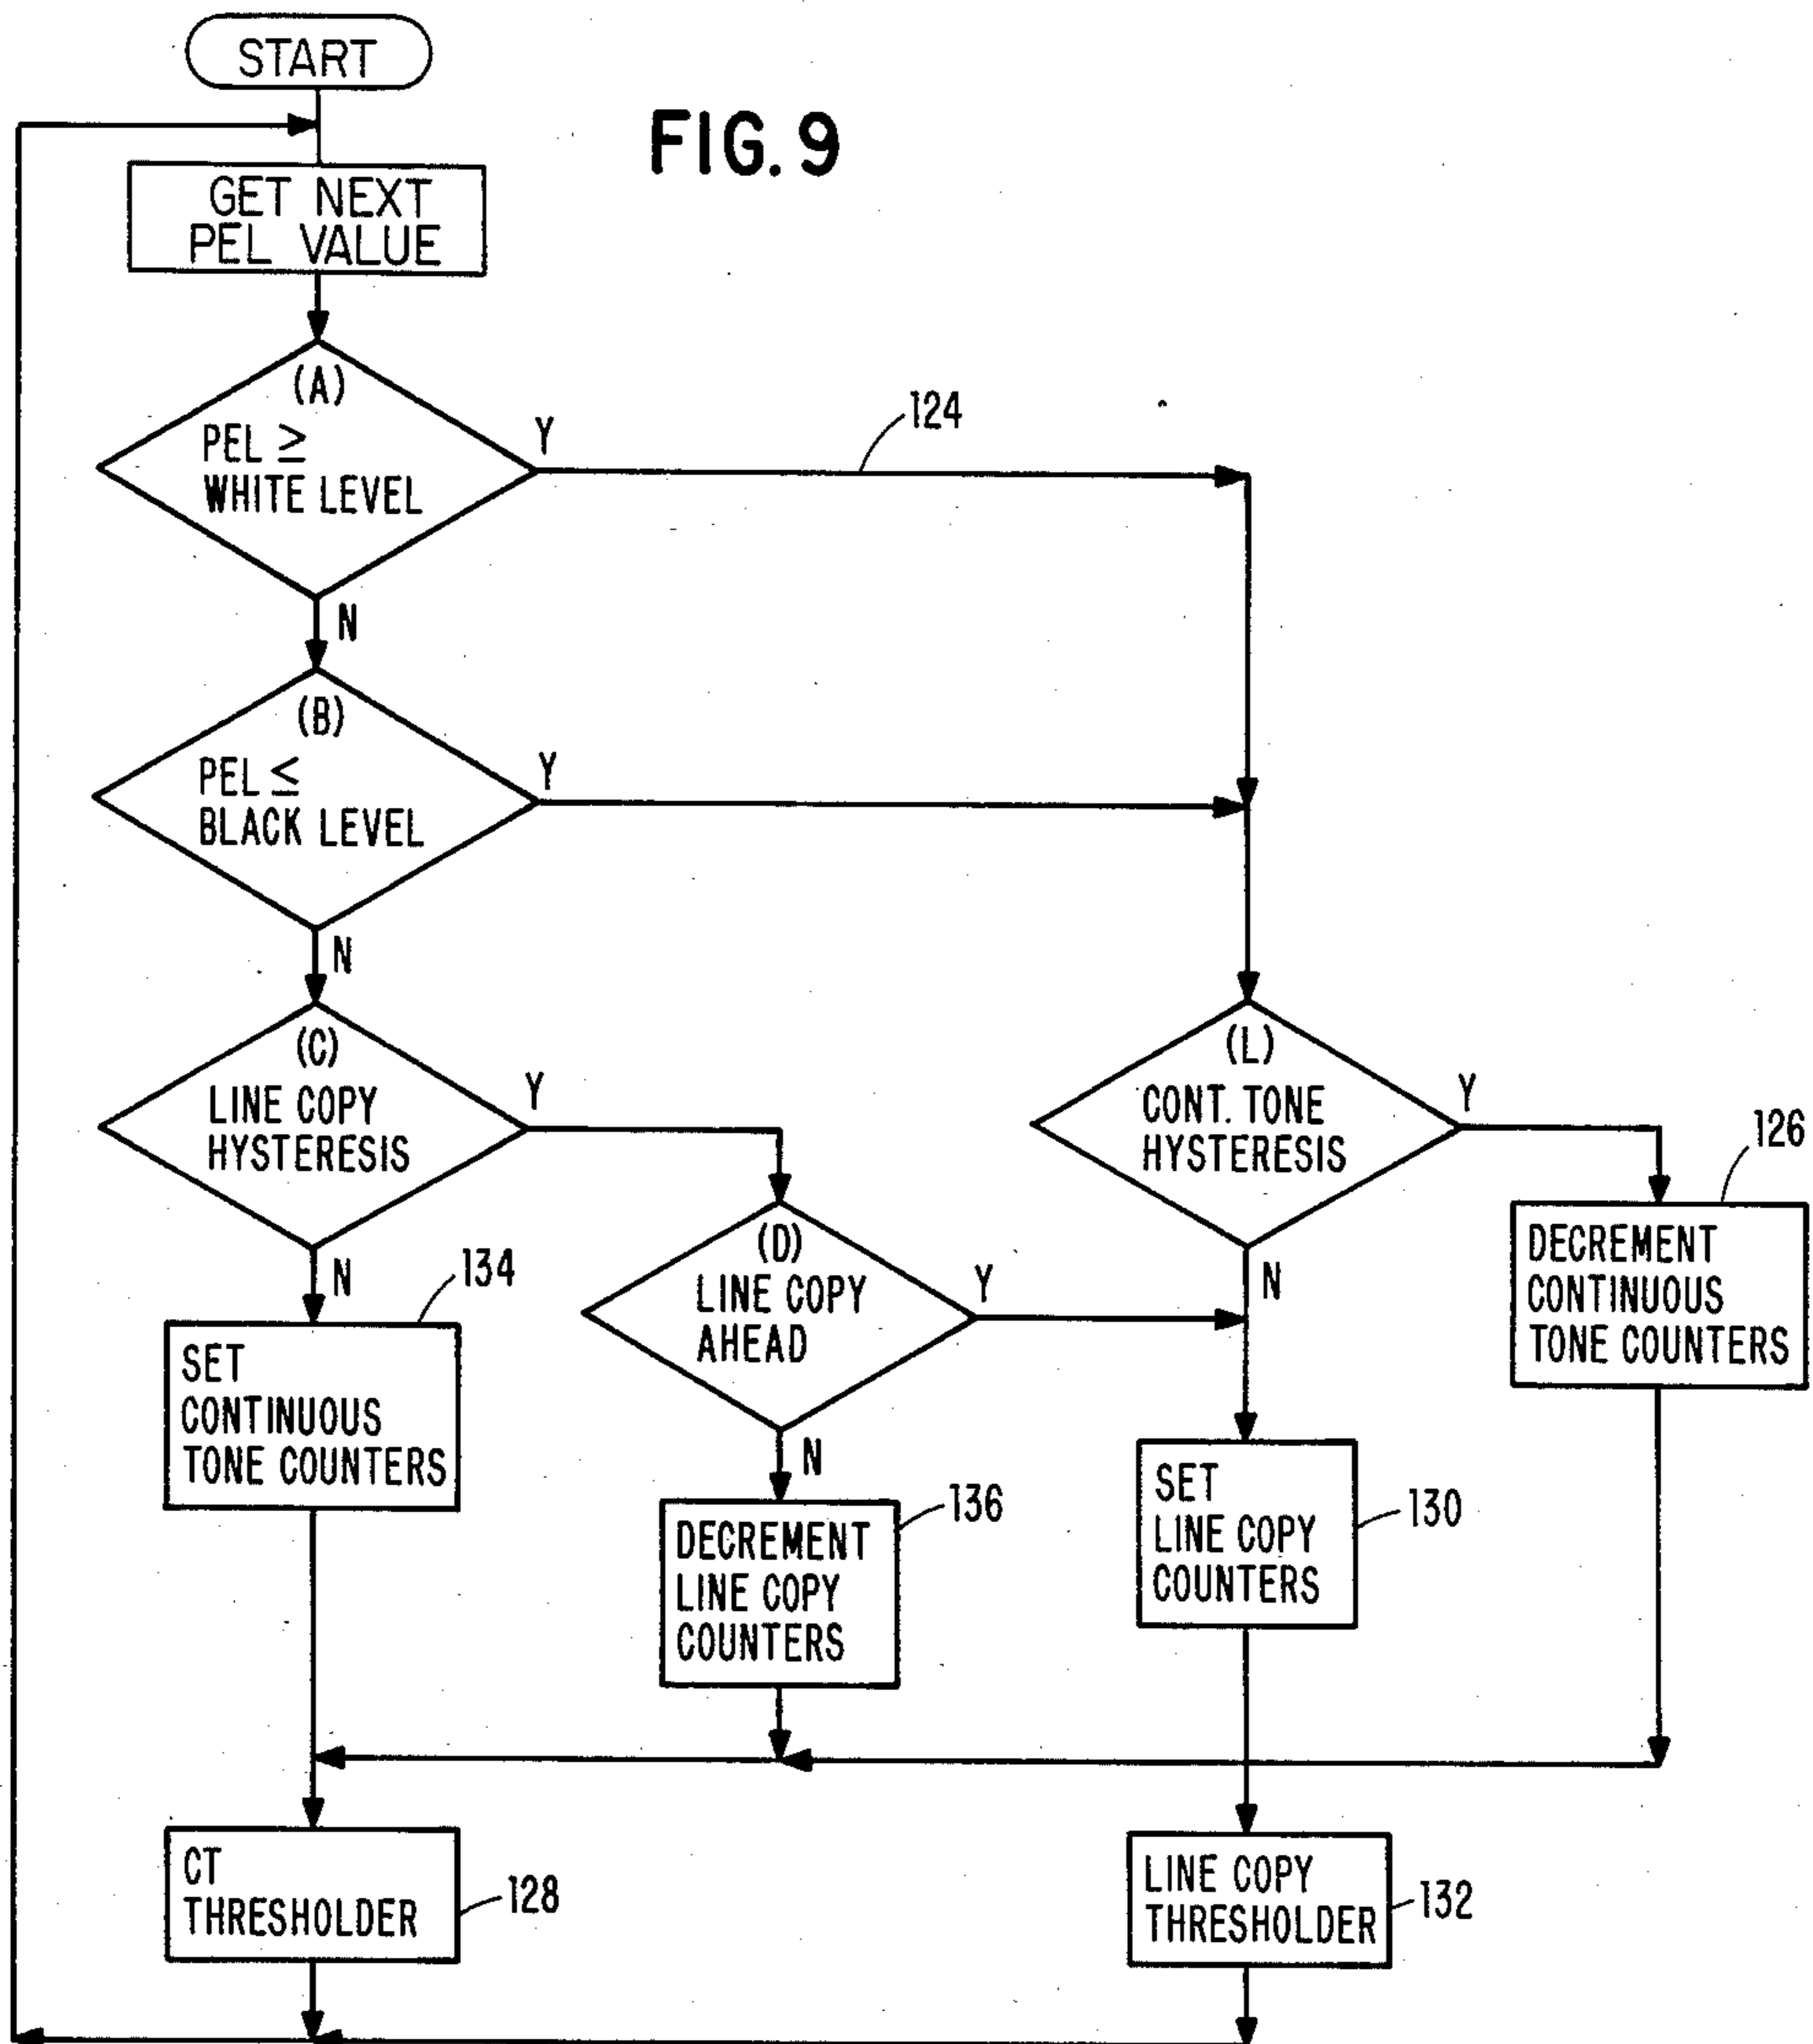 START
FIG. 9
GET NEXT
PEL VALUE
(A)
PEL ≥
WHITE LEVEL
Y
124
N
(B)
PEL ≤
BLACK LEVEL
Y
N
(C)
LINE COPY
HYSTERESIS
Y
N
(L)
CONT. TONE
HYSTERESIS
Y
N
126
DECREMENT
CONTINUOUS
TONE COUNTERS
(D)
LINE COPY
AHEAD
Y
N
134
SET
CONTINUOUS
TONE COUNTERS
136
DECREMENT
LINE COPY
COUNTERS
SET
LINE COPY
COUNTERS
130
CT
THRESHOLDER
128
LINE COPY
THRESHOLDER
132